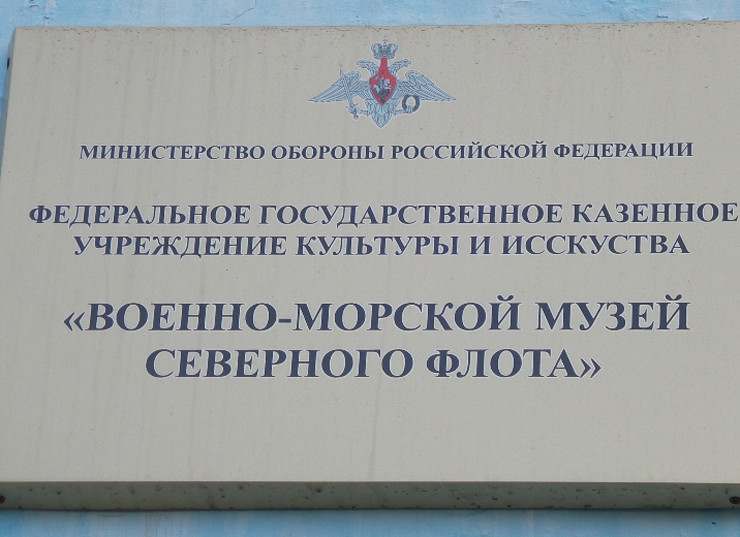 МИНИСТЕРСТВО ОБОРОНЫ РОССИЙСКОЙ ФЕДЕРАЦИИ
ФЕДЕРАЛЬНОЕ ГОСУДАРСТВЕННОЕ КАЗЕННОЕ
УЧРЕЖДЕНИЕ КУЛЬТУРЫ И ИССКУСТВА
«ВОЕННО-МОРСКОЙ МУЗЕЙ
СЕВЕРНОГО ФЛОТА»